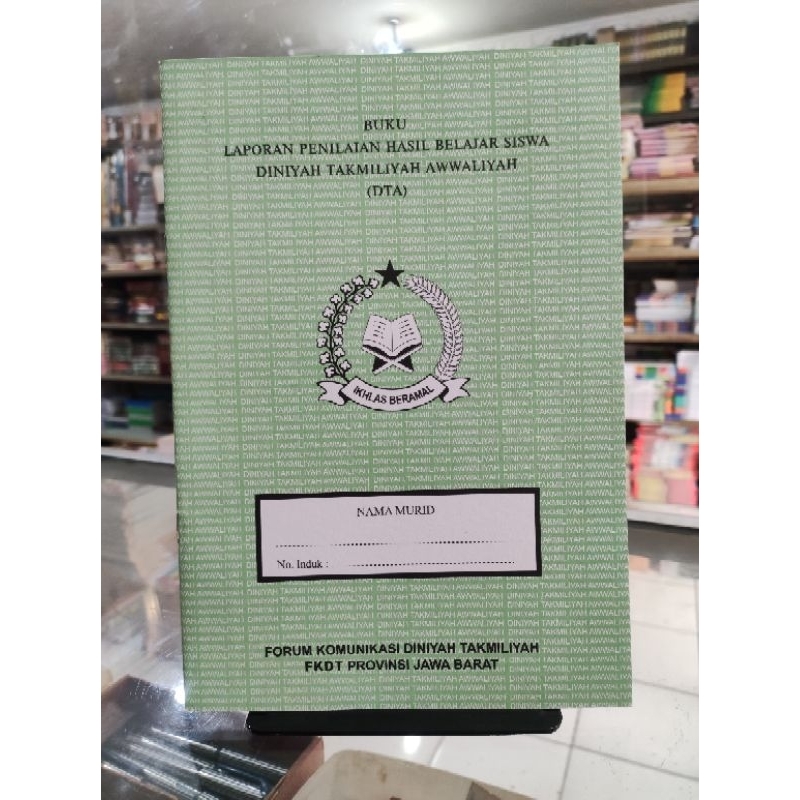 BUKU
LAPORAN PENILAIAN HASIL BELAJAR SISWA
DINIYAH TAKMILIYAH AWWALIYAH
(DTA)
IKHLAS BERAMAL
NAMA MURID
No. Induk :
FORUM KOMUNIKASI DINIYAH TAKMILIYAH
FKDT PROVINSI JAWA BARAT